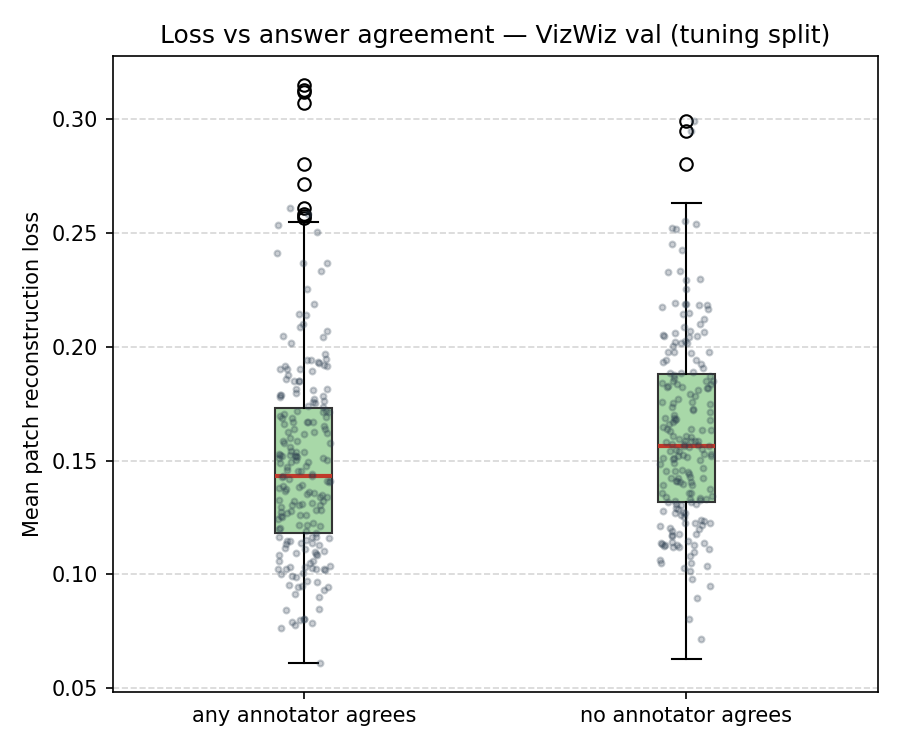 Loss vs answer agreement — VizWiz val (tuning split)
Mean patch reconstruction loss
0.30
0.25
0.20
0.15
0.10
0.05
any annotator agrees
no annotator agrees